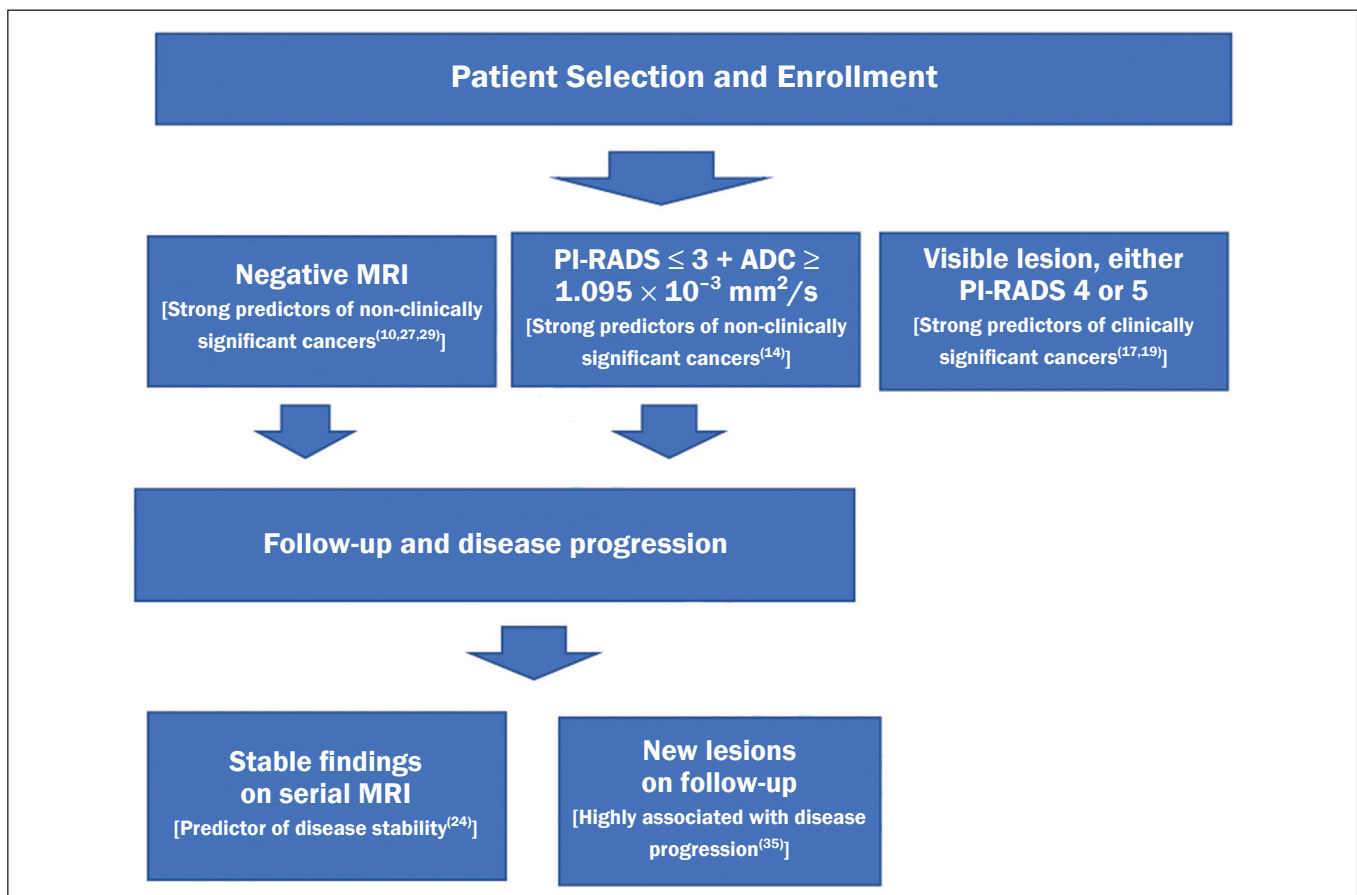 Patient Selection and Enrollment
Negative MRI
[Strong predictors of non-clinically
significant cancers(10,27,29)]
PI-RADS ≤ 3 + ADC ≥
1.095 × 10⁻³ mm²/s
[Strong predictors of non-clinically
significant cancers(14)]
Visible lesion, either
PI-RADS 4 or 5
[Strong predictors of clinically
significant cancers(17,19)]
Follow-up and disease progression
Stable findings
on serial MRI
[Predictor of disease stability(24)]
New lesions
on follow-up
[Highly associated with disease
progression(35)]